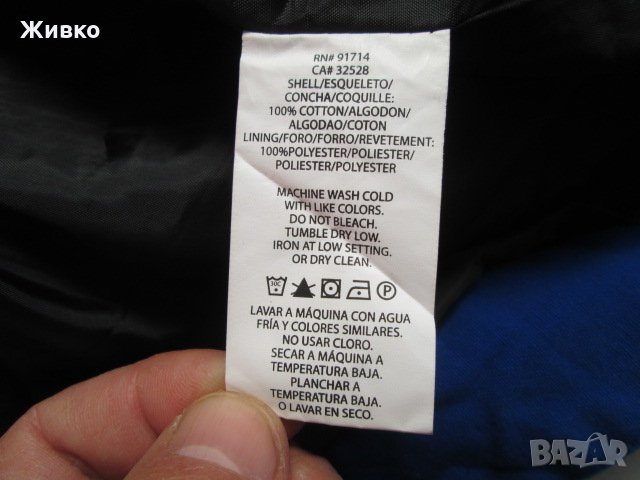 Живко
RN# 91714
CA# 32528
SHELL/ESQUELETO/
CONCHA/COQUILLE:
100% COTTON/ALGODON/
ALGODAO/COTON
LINING/FORO/FORRO/REVETEMENT:
100%POLYESTER/POLIESTER/
POLIESTER/POLYESTER
MACHINE WASH COLD
WITH LIKE COLORS.
DO NOT BLEACH.
TUMBLE DRY LOW.
IRON AT LOW SETTING.
OR DRY CLEAN.
30C P
LAVAR A MÁQUINA CON AGUA
FRÍA Y COLORES SIMILARES.
NO USAR CLORO.
SECAR A MÁQUINA A
TEMPERATURA BAJA.
PLANCHAR A
TEMPERATURA BAJA.
O LAVAR EN SECO.
BAZAR